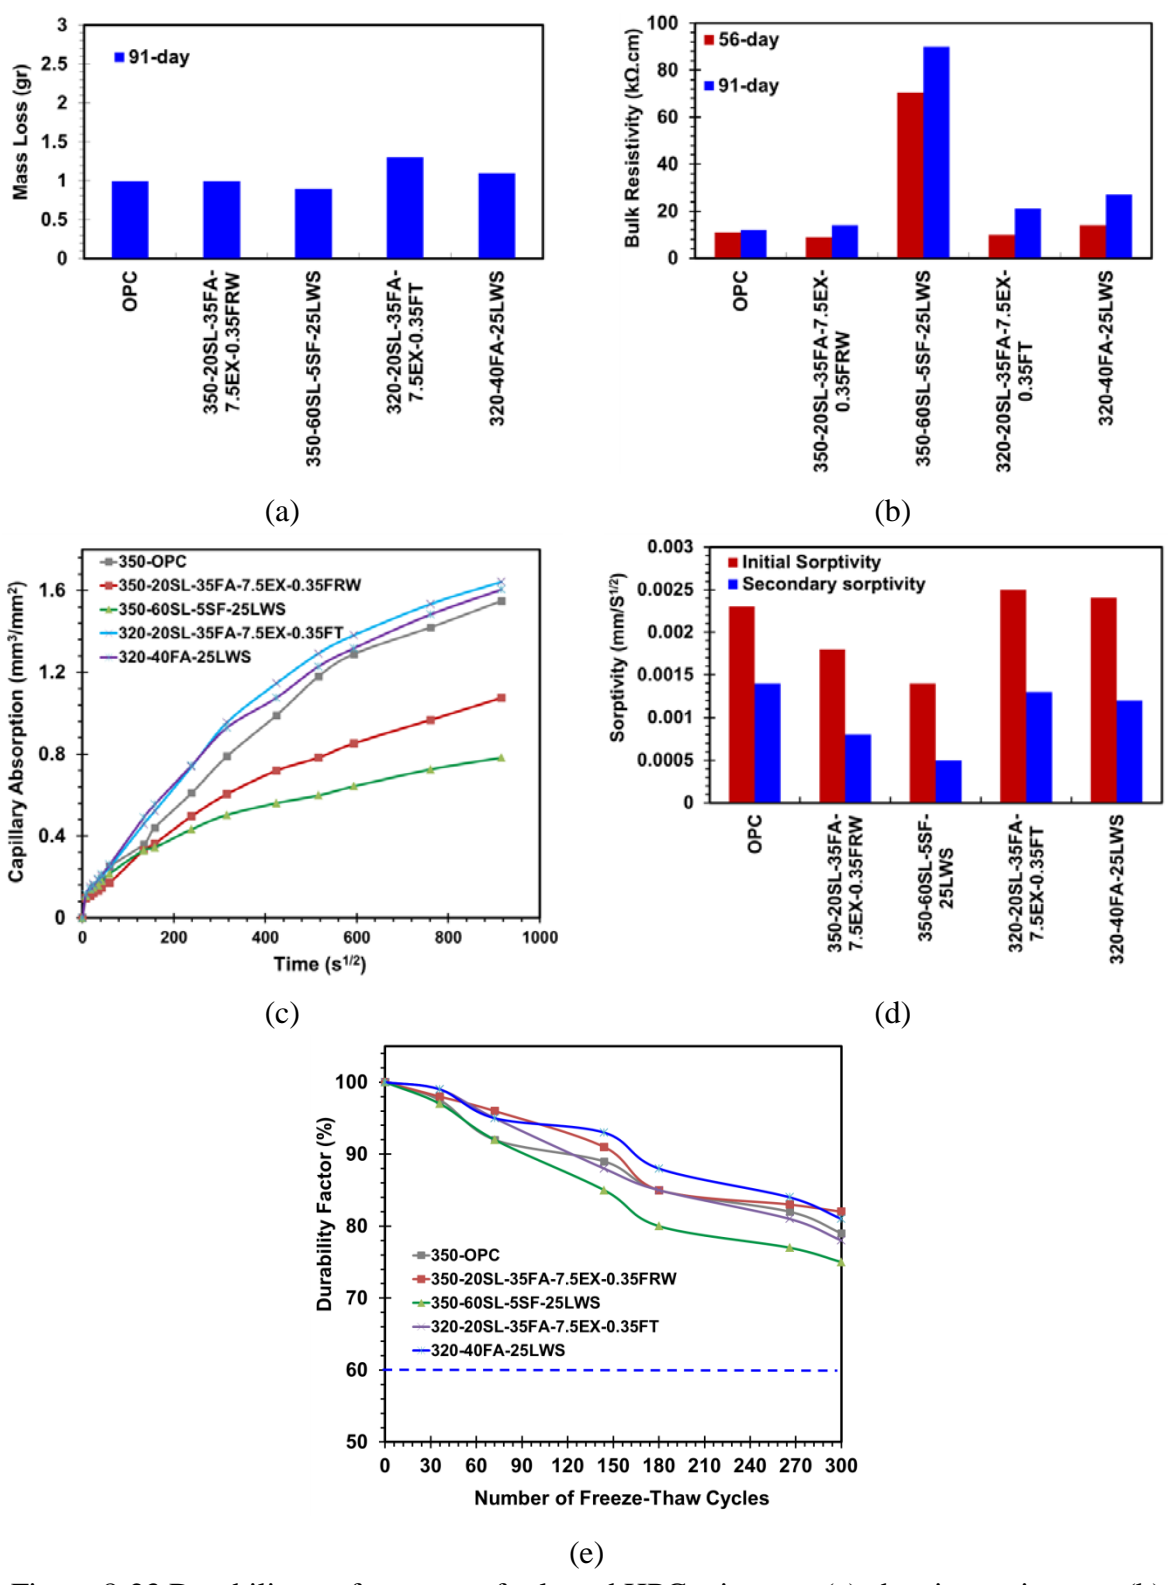 3
2.5
2
1.5
1
0.5
0
Mass Loss (gr)
91-day
OPC
350-20SL-35FA-
7.5EX-0.35FRW
350-60SL-5SF-25LWS
320-20SL-35FA-
7.5EX-0.35FT
320-40FA-25LWS
(a)
100
80
60
40
20
0
Bulk Resistivity (kΩ.cm)
56-day
91-day
OPC
350-20SL-35FA-7.5EX-
0.35FRW
350-60SL-5SF-25LWS
320-20SL-35FA-7.5EX-
0.35FT
320-40FA-25LWS
(b)
1.6
1.2
0.8
0.4
0
Capillary Absorption (mm³/mm²)
350-OPC
350-20SL-35FA-7.5EX-0.35FRW
350-60SL-5SF-25LWS
320-20SL-35FA-7.5EX-0.35FT
320-40FA-25LWS
0 200 400 600 800 1000
Time (s^1/2)
(c)
0.003
0.0025
0.002
0.0015
0.001
0.0005
0
Sorptivity (mm/S^1/2)
Initial Sorptivity
Secondary sorptivity
OPC
350-20SL-35FA-
7.5EX-0.35FRW
350-60SL-5SF-
25LWS
320-20SL-35FA-
7.5EX-0.35FT
320-40FA-25LWS
(d)
100
90
80
70
60
50
Durability Factor (%)
350-OPC
350-20SL-35FA-7.5EX-0.35FRW
350-60SL-5SF-25LWS
320-20SL-35FA-7.5EX-0.35FT
320-40FA-25LWS
0 30 60 90 120 150 180 210 240 270 300
Number of Freeze-Thaw Cycles
(e)